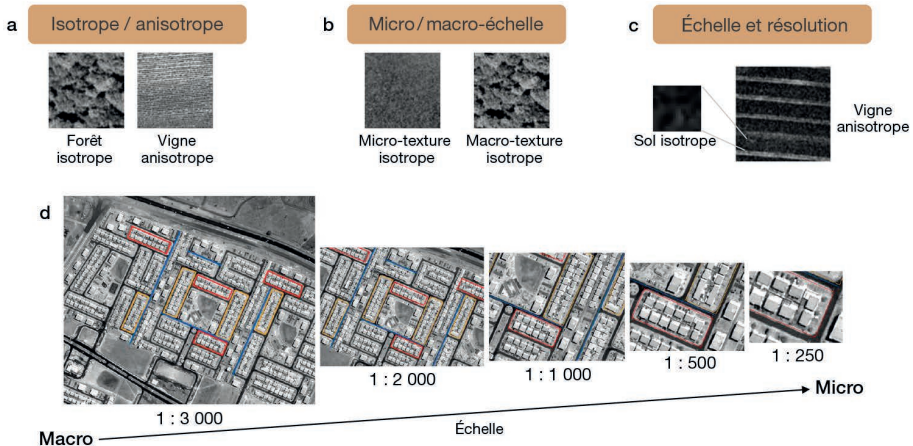 a
Isotrope / anisotrope
Forêt
isotrope
Vigne
anisotrope
b
Micro / macro-échelle
Micro-texture
isotrope
Macro-texture
isotrope
c
Échelle et résolution
Sol isotrope
Vigne
anisotrope
d
1 : 3 000
1 : 2 000
1 : 1 000
1 : 500
1 : 250
Macro
Échelle
Micro